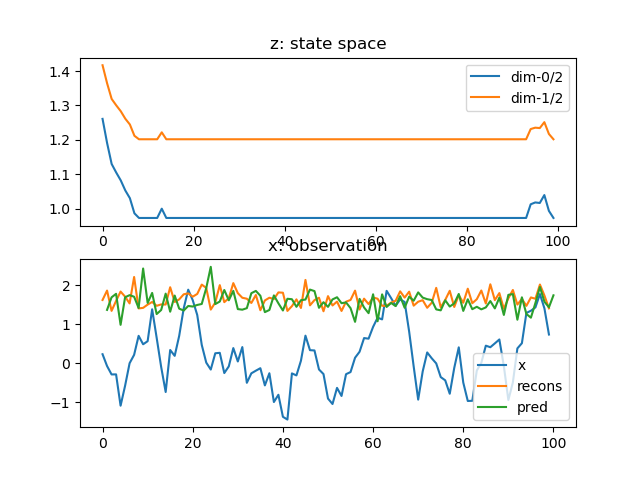 z: state space
1.4
1.3
1.2
1.1
1.0
dim-0/2
dim-1/2
0 20 40 60 80 100
x: observation
2
1
0
−1
x
recons
pred
0 20 40 60 80 100